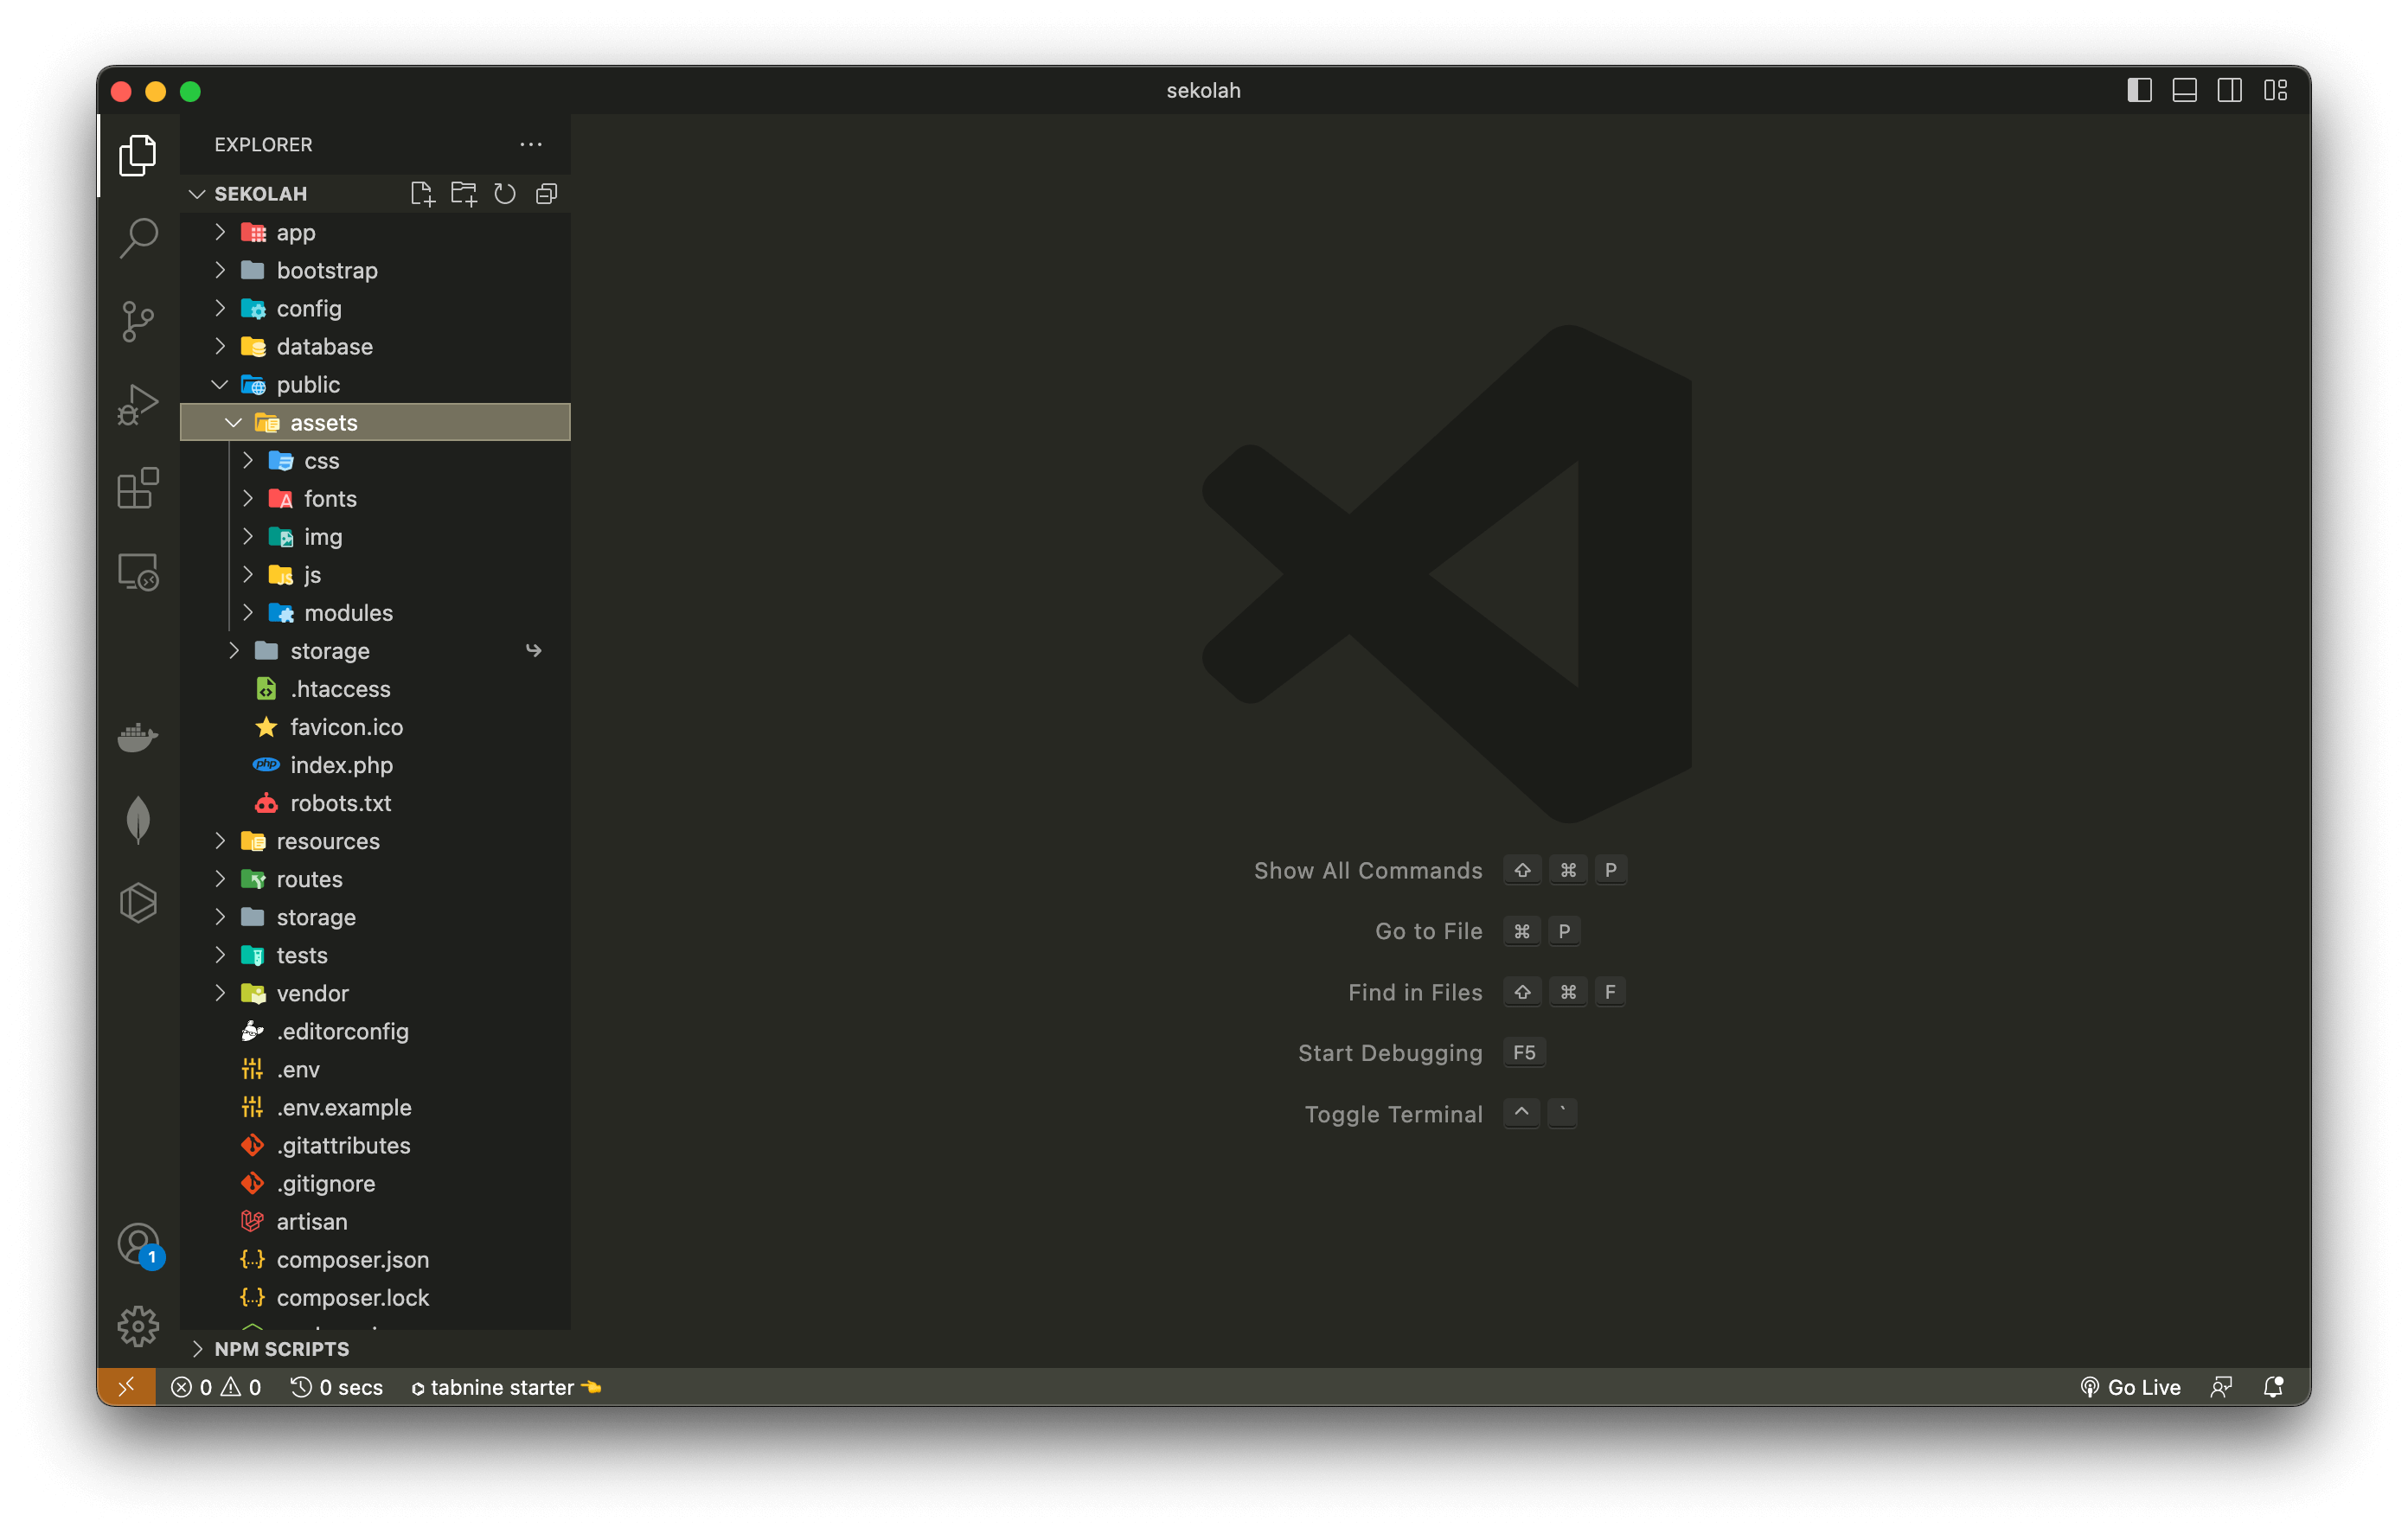 sekolah
EXPLORER
SEKOLAH
app
bootstrap
config
database
public
assets
css
fonts
img
js
modules
storage
.htaccess
favicon.ico
php index.php
robots.txt
resources
routes
storage
tests
vendor
.editorconfig
.env
.env.example
.gitattributes
.gitignore
artisan
composer.json
composer.lock
NPM SCRIPTS
Show All Commands ⇧ ⌘ P
Go to File ⌘ P
Find in Files ⇧ ⌘ F
Start Debugging F5
Toggle Terminal ^ `
1
0 0 0 secs tabnine starter 👈
Go Live